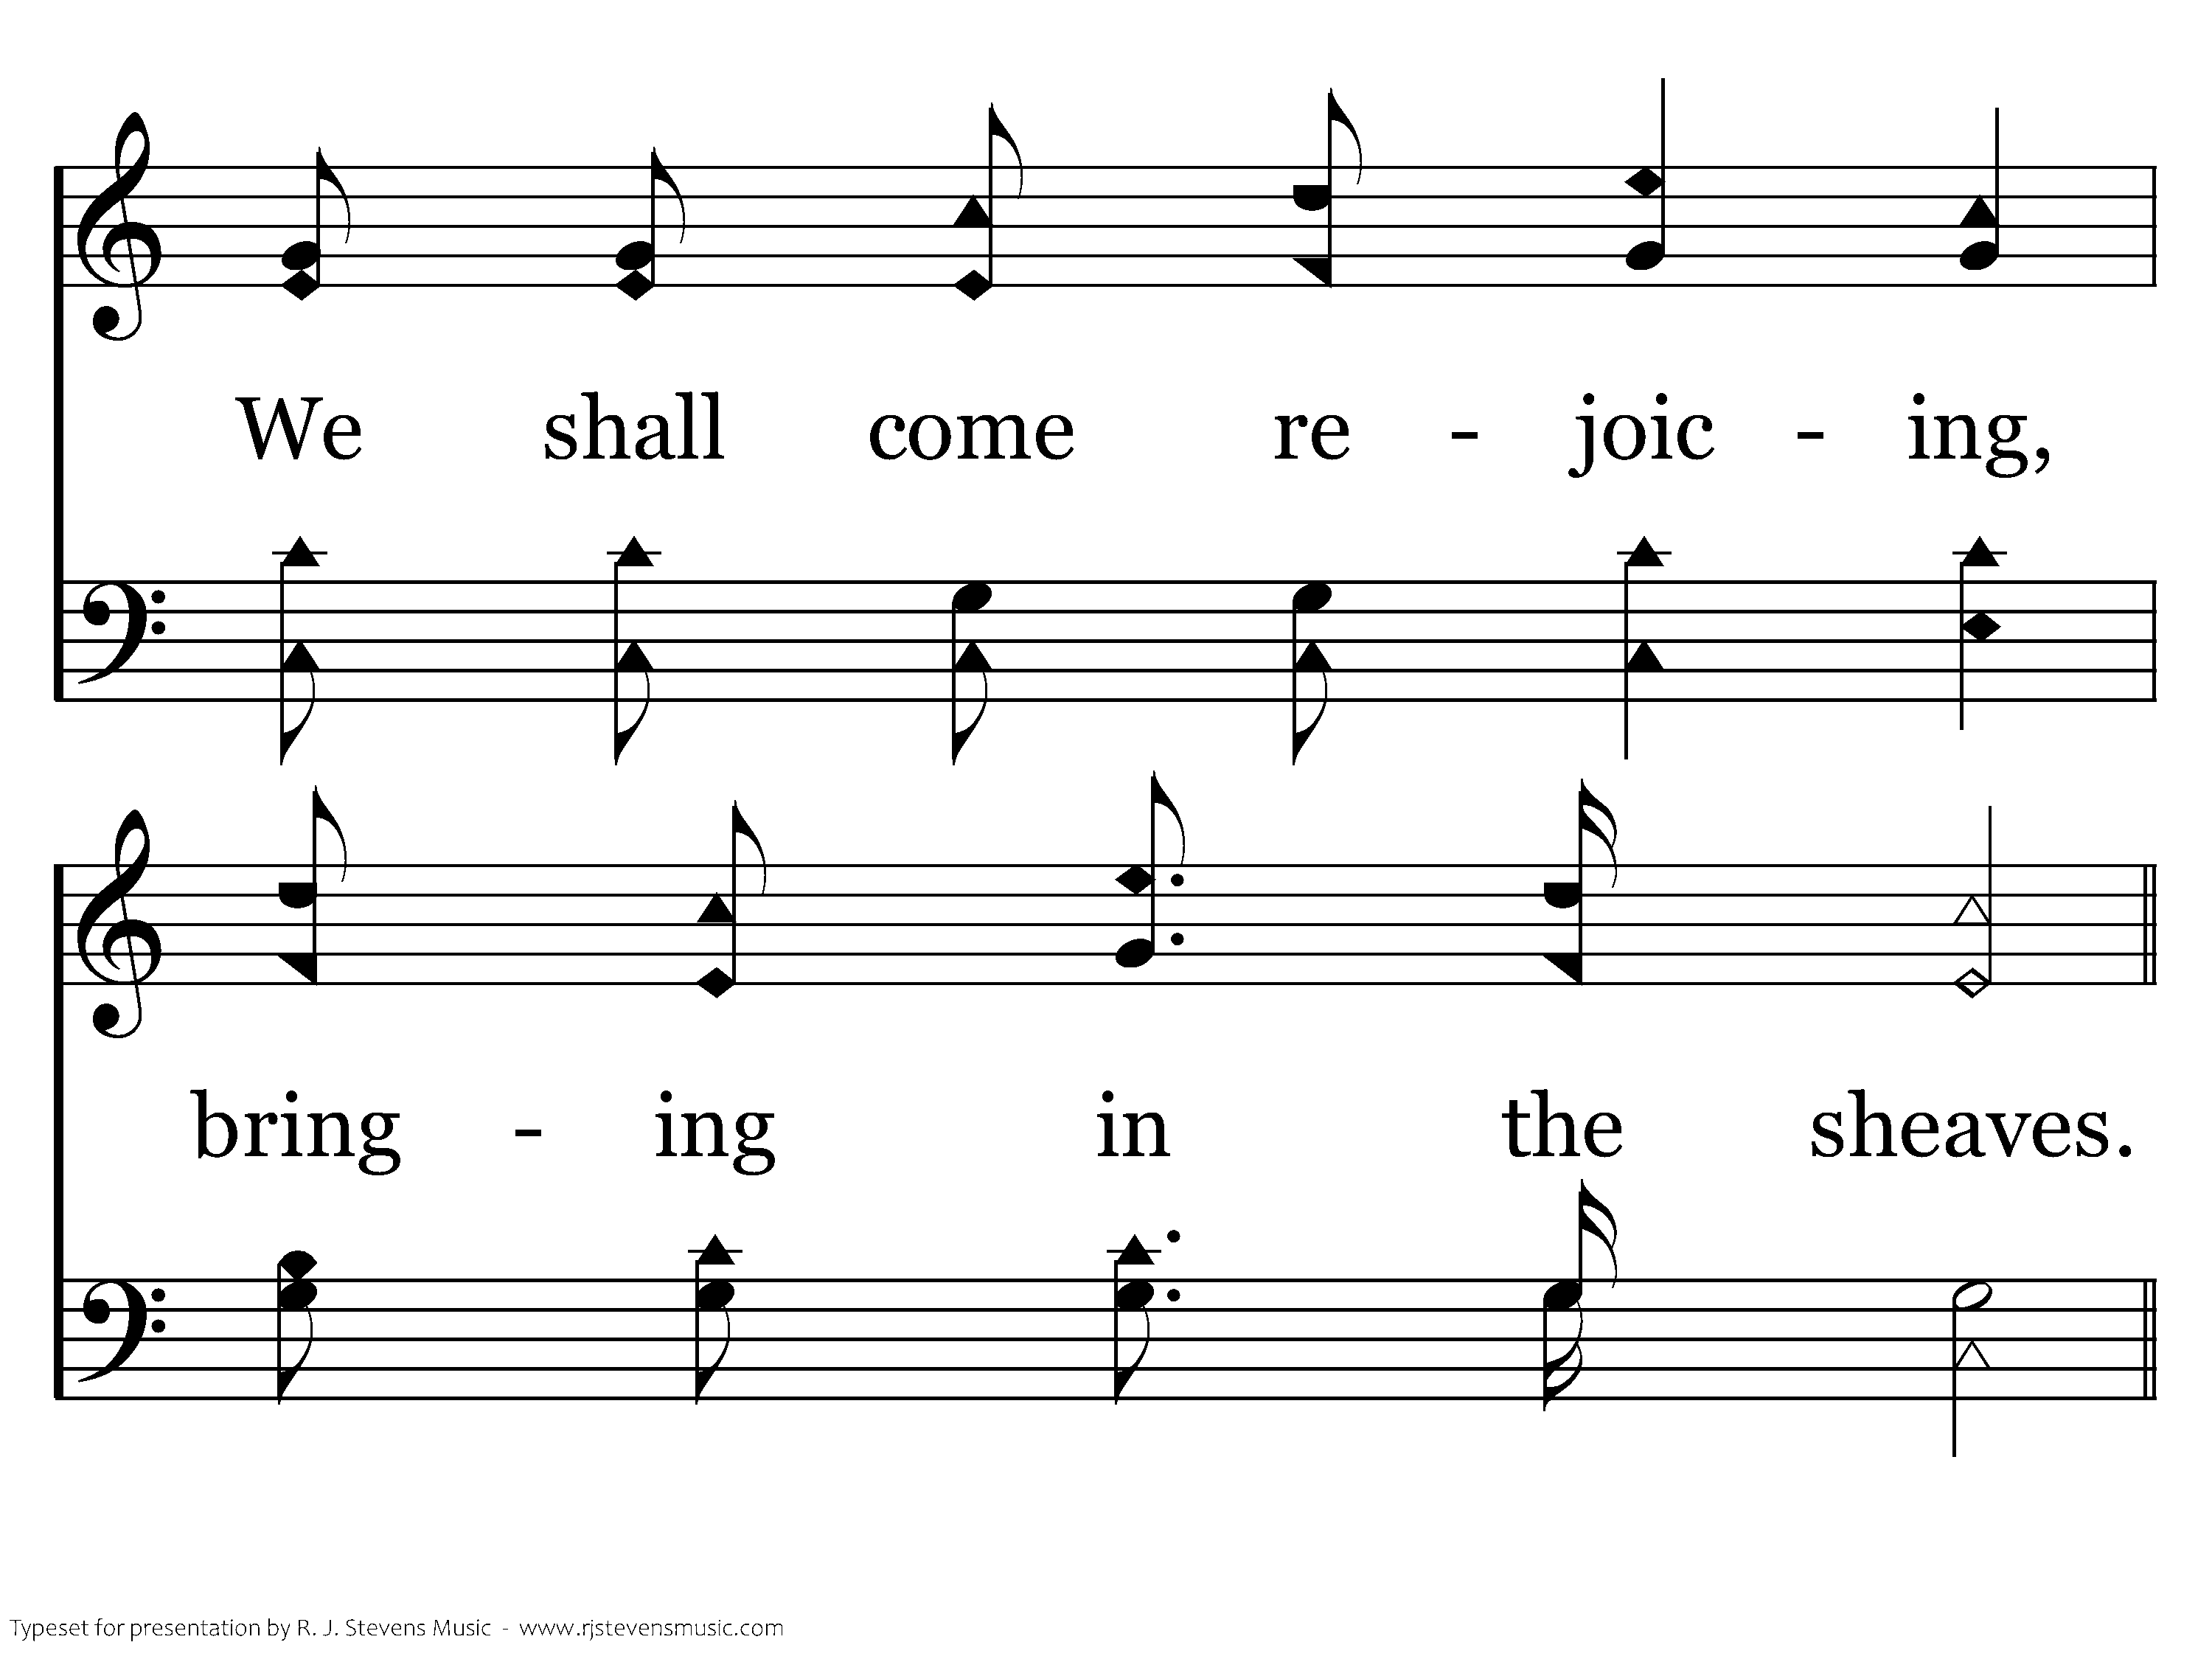 We shall come re - joic - ing,
bring - ing in the sheaves.
Typeset for presentation by R. J. Stevens Music - www.rjstevensmusic.com